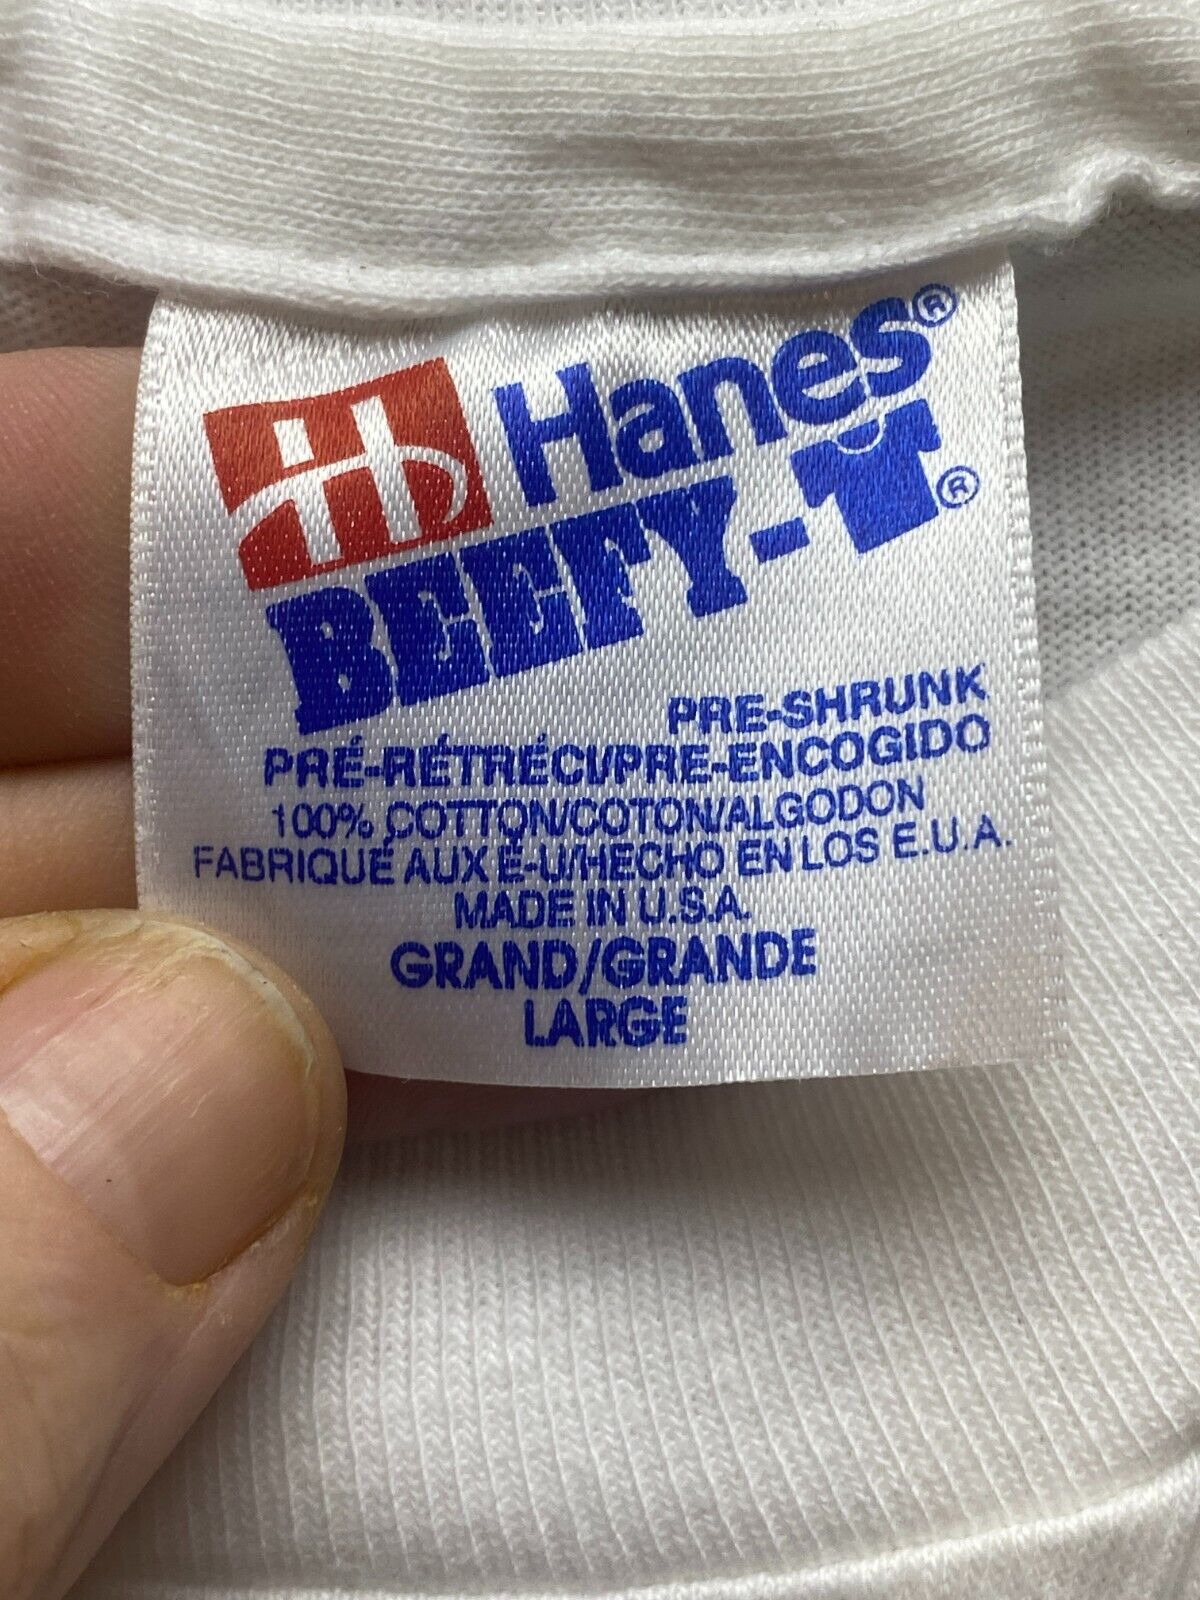 Hanes®
BEEFY-T®
PRE-SHRUNK
PRÉ-RÉTRÉCI/PRE-ENCOGIDO
100% COTTON/COTON/ALGODON
FABRIQUÉ AUX É-U/HECHO EN LOS E.U.A.
MADE IN U.S.A.
GRAND/GRANDE
LARGE